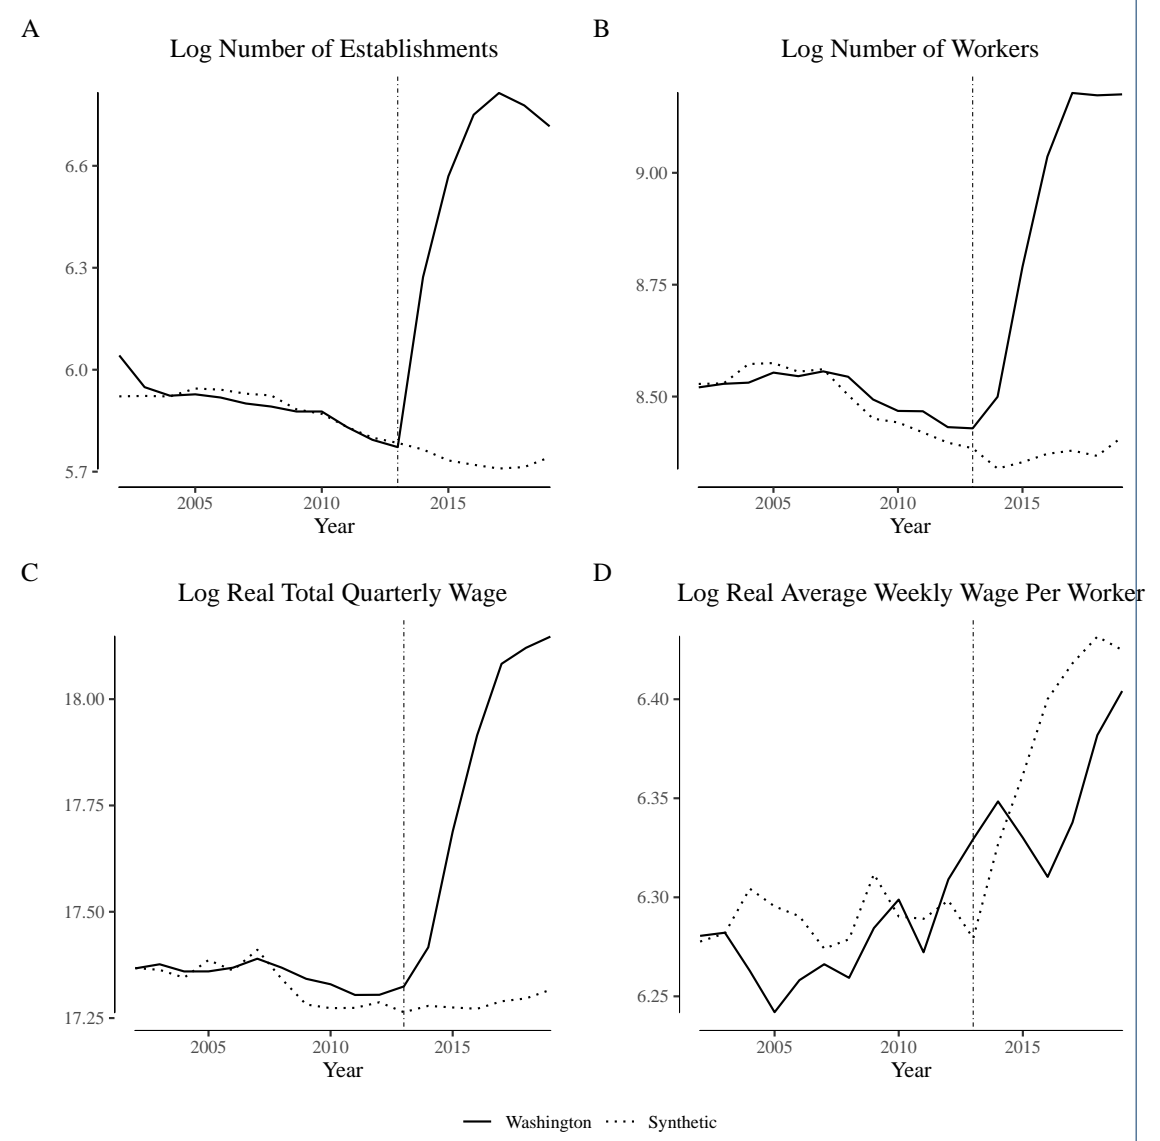 A
Log Number of Establishments
6.6
6.3
6.0
5.7
2005 2010 2015
Year
B
Log Number of Workers
9.00
8.75
8.50
2005 2010 2015
Year
C
Log Real Total Quarterly Wage
18.00
17.75
17.50
17.25
2005 2010 2015
Year
D
Log Real Average Weekly Wage Per Worker
6.40
6.35
6.30
6.25
2005 2010 2015
Year
Washington Synthetic